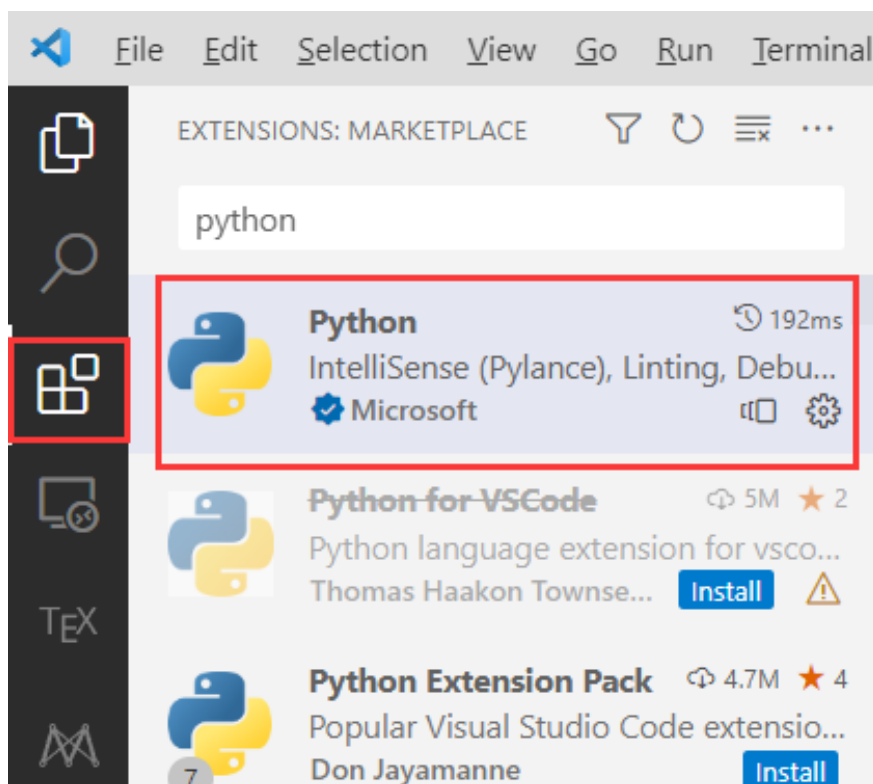 File Edit Selection View Go Run Terminal
EXTENSIONS: MARKETPLACE
python
Python 192ms
IntelliSense (Pylance), Linting, Debu...
Microsoft
Python for VSCode 5M 2
Python language extension for vsco...
Thomas Haakon Townse... Install
TEX
Python Extension Pack 4.7M 4
Popular Visual Studio Code extensio...
7 Don Jayamanne Install